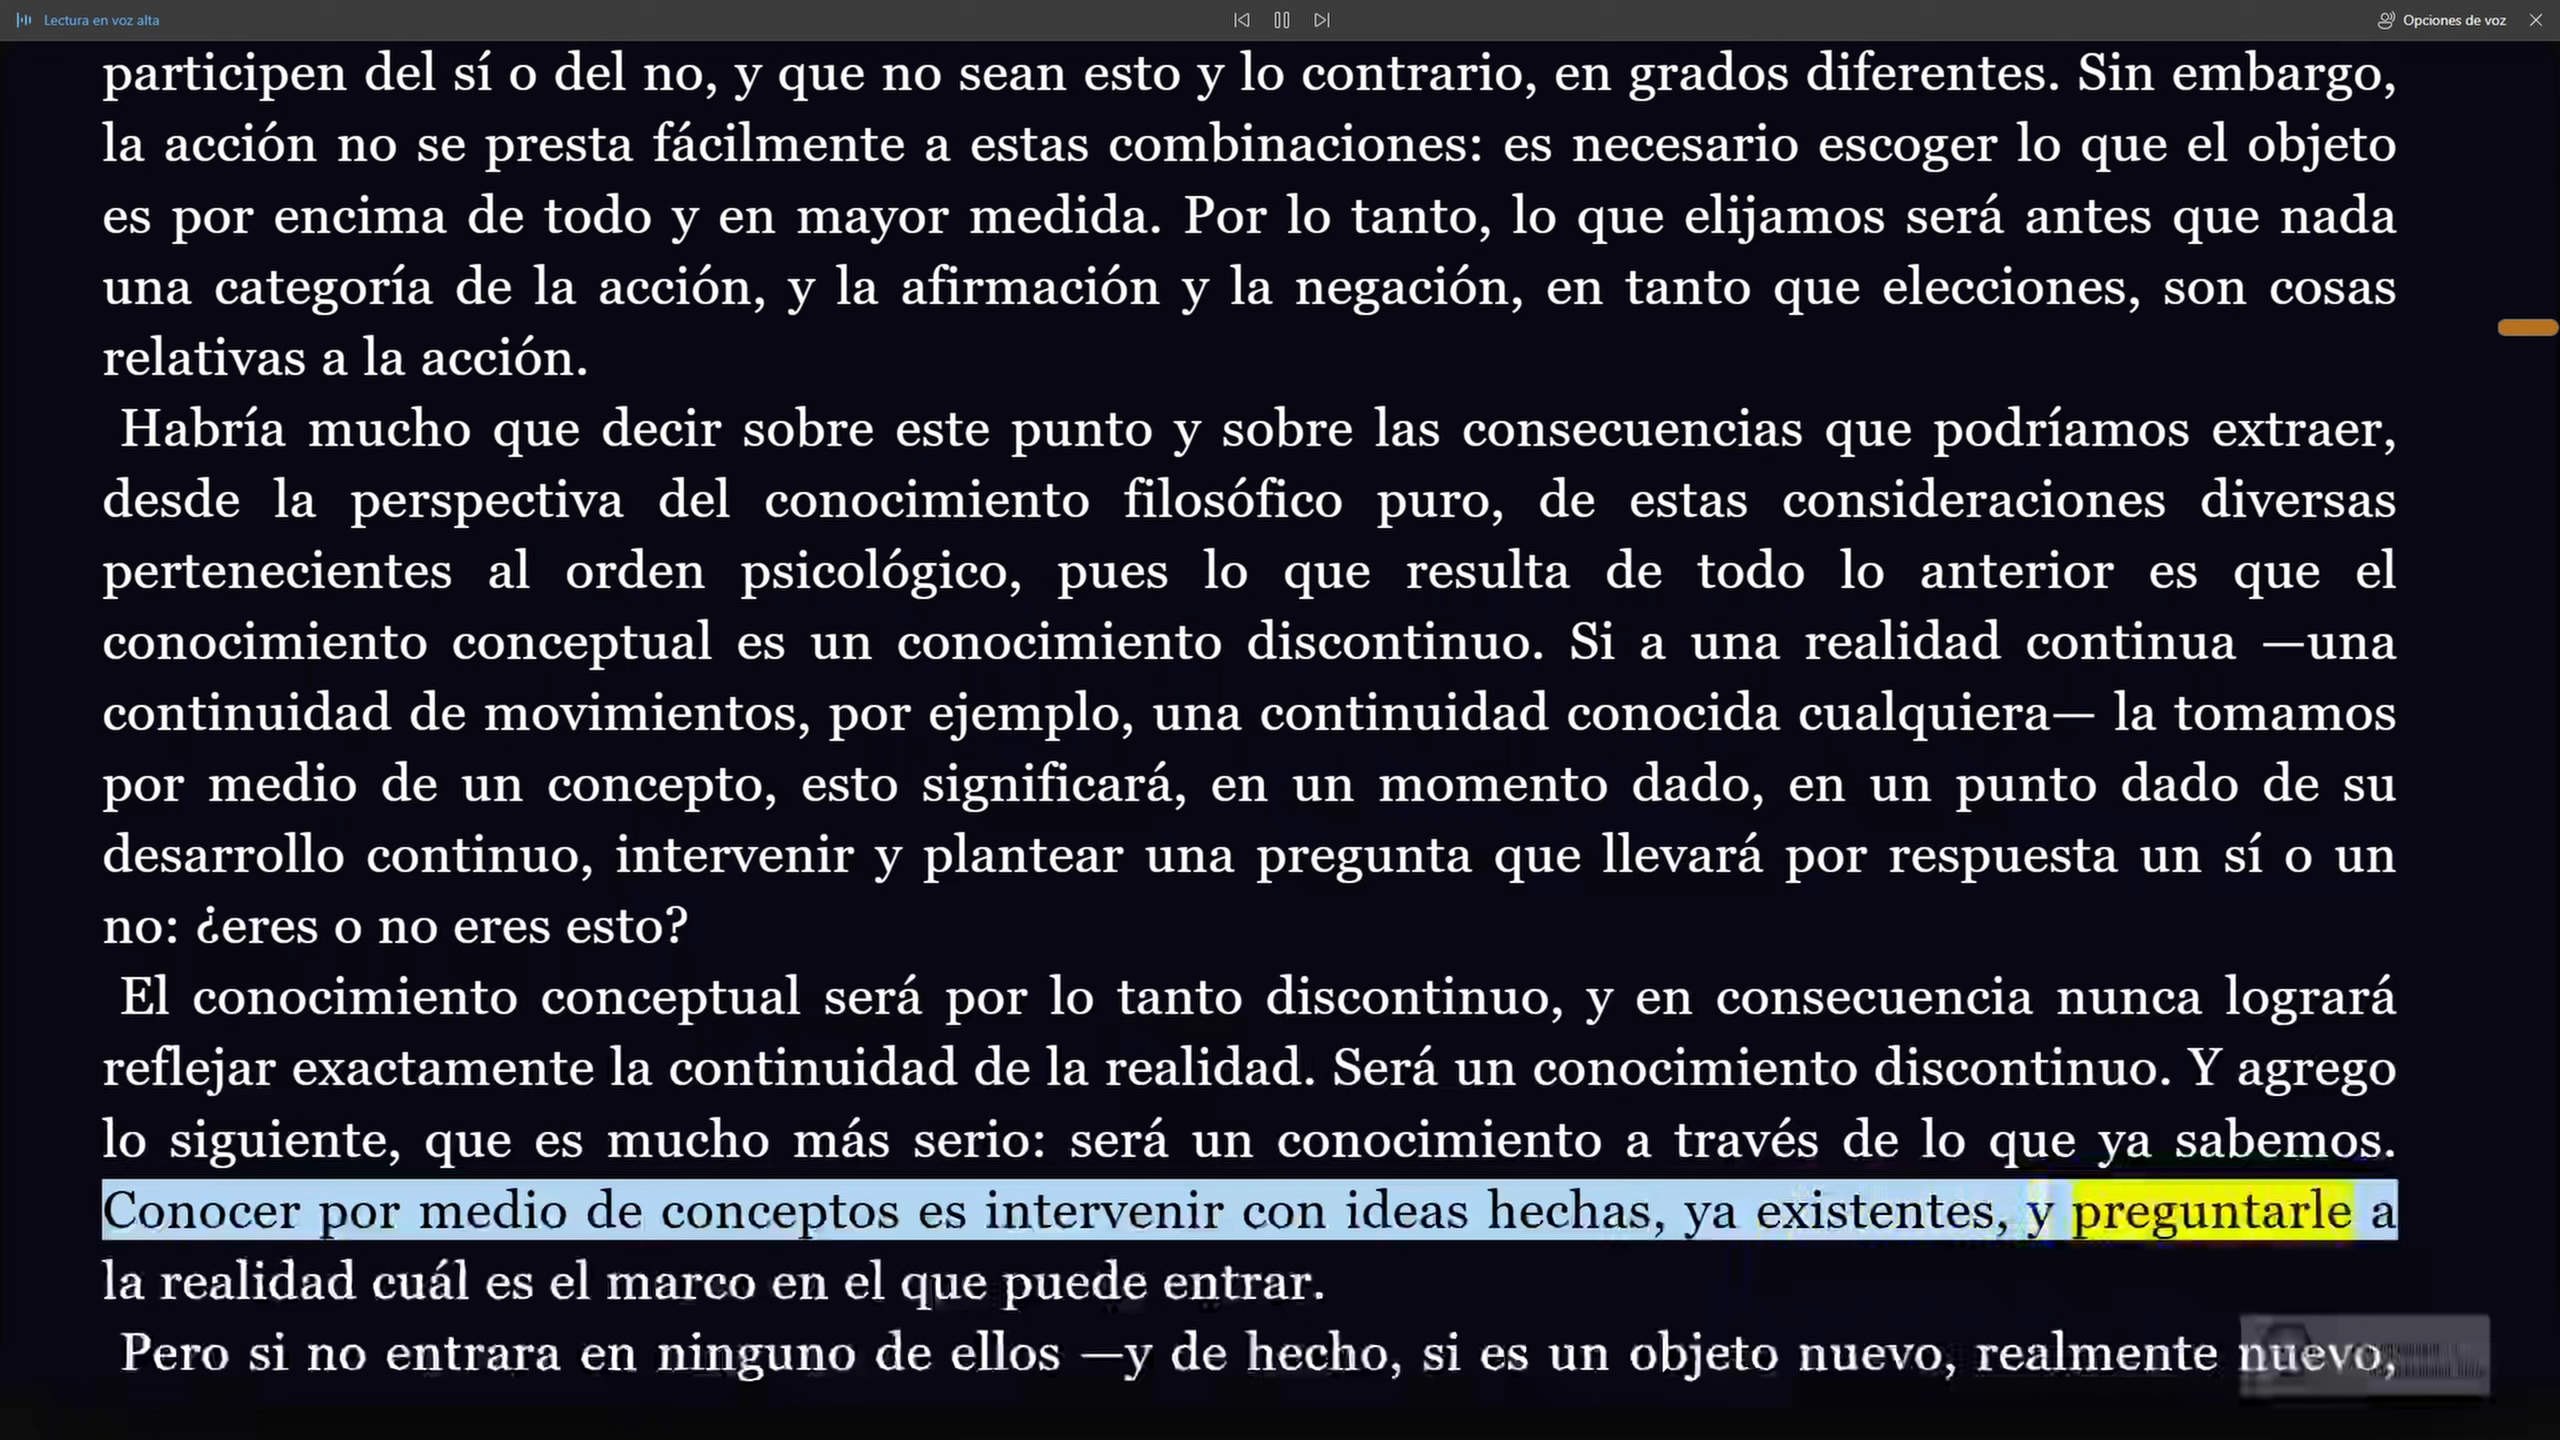 Lectura en voz alta
Opciones de voz
participen del sí o del no, y que no sean esto y lo contrario, en grados diferentes. Sin embargo,
la acción no se presta fácilmente a estas combinaciones: es necesario escoger lo que el objeto
es por encima de todo y en mayor medida. Por lo tanto, lo que elijamos será antes que nada
una categoría de la acción, y la afirmación y la negación, en tanto que elecciones, son cosas
relativas a la acción.
Habría mucho que decir sobre este punto y sobre las consecuencias que podríamos extraer,
desde la perspectiva del conocimiento filosófico puro, de estas consideraciones diversas
pertenecientes al orden psicológico, pues lo que resulta de todo lo anterior es que el
conocimiento conceptual es un conocimiento discontinuo. Si a una realidad continua —una
continuidad de movimientos, por ejemplo, una continuidad conocida cualquiera— la tomamos
por medio de un concepto, esto significará, en un momento dado, en un punto dado de su
desarrollo continuo, intervenir y plantear una pregunta que llevará por respuesta un sí o un
no: ¿eres o no eres esto?
El conocimiento conceptual será por lo tanto discontinuo, y en consecuencia nunca logrará
reflejar exactamente la continuidad de la realidad. Será un conocimiento discontinuo. Y agrego
lo siguiente, que es mucho más serio: será un conocimiento a través de lo que ya sabemos.
Conocer por medio de conceptos es intervenir con ideas hechas, ya existentes, y preguntarle a
la realidad cuál es el marco en el que puede entrar.
Pero si no entrara en ninguno de ellos —y de hecho, si es un objeto nuevo, realmente nuevo,